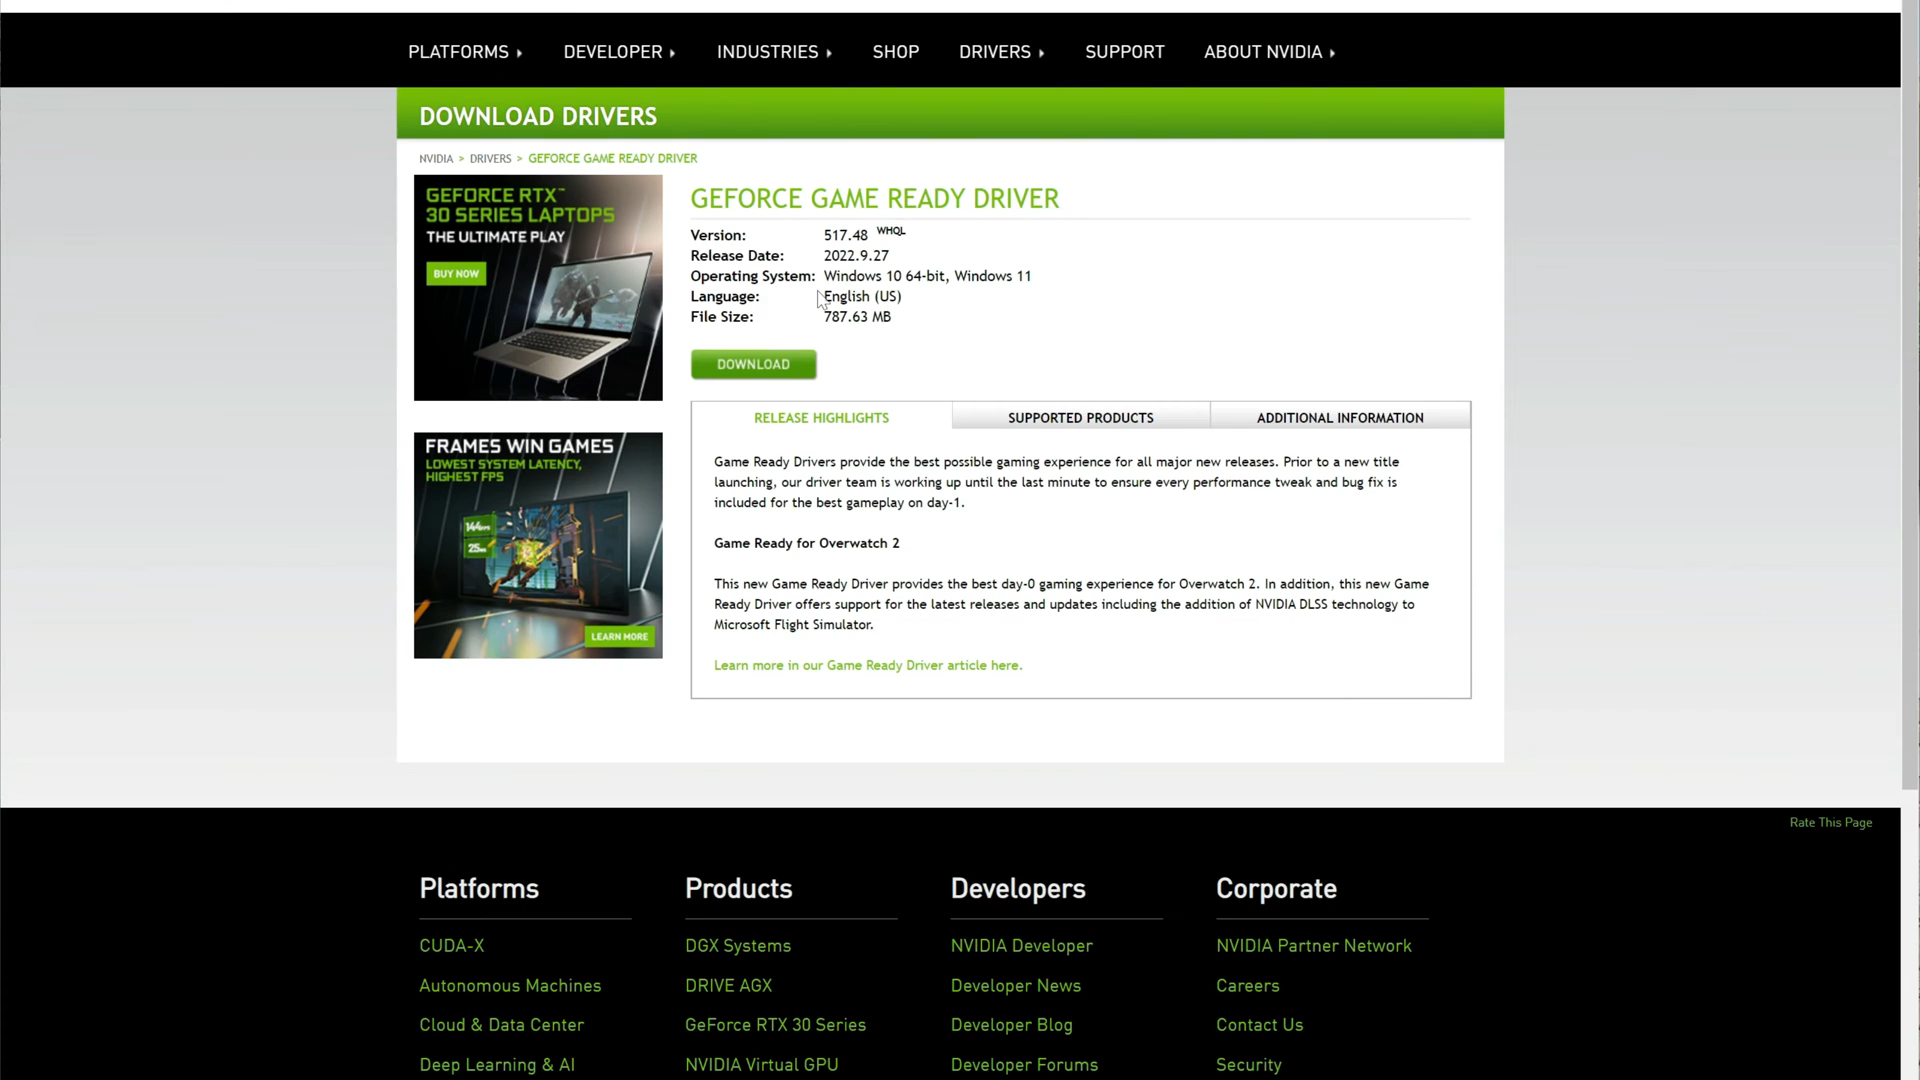 PLATFORMS DEVELOPER INDUSTRIES SHOP DRIVERS SUPPORT ABOUT NVIDIA
DOWNLOAD DRIVERS
NVIDIA > DRIVERS > GEFORCE GAME READY DRIVER
GEFORCE RTX™
30 SERIES LAPTOPS
THE ULTIMATE PLAY
BUY NOW
FRAMES WIN GAMES
LOWEST SYSTEM LATENCY,
HIGHEST FPS
144FPS
25ms
LEARN MORE
GEFORCE GAME READY DRIVER
Version: 517.48 WHQL
Release Date: 2022.9.27
Operating System: Windows 10 64-bit, Windows 11
Language: English (US)
File Size: 787.63 MB
DOWNLOAD
RELEASE HIGHLIGHTS SUPPORTED PRODUCTS ADDITIONAL INFORMATION
Game Ready Drivers provide the best possible gaming experience for all major new releases. Prior to a new title
launching, our driver team is working up until the last minute to ensure every performance tweak and bug fix is
included for the best gameplay on day-1.
Game Ready for Overwatch 2
This new Game Ready Driver provides the best day-0 gaming experience for Overwatch 2. In addition, this new Game
Ready Driver offers support for the latest releases and updates including the addition of NVIDIA DLSS technology to
Microsoft Flight Simulator.
Learn more in our Game Ready Driver article here.
Rate This Page
Platforms
CUDA-X
Autonomous Machines
Cloud & Data Center
Deep Learning & AI
Products
DGX Systems
DRIVE AGX
GeForce RTX 30 Series
NVIDIA Virtual GPU
Developers
NVIDIA Developer
Developer News
Developer Blog
Developer Forums
Corporate
NVIDIA Partner Network
Careers
Contact Us
Security